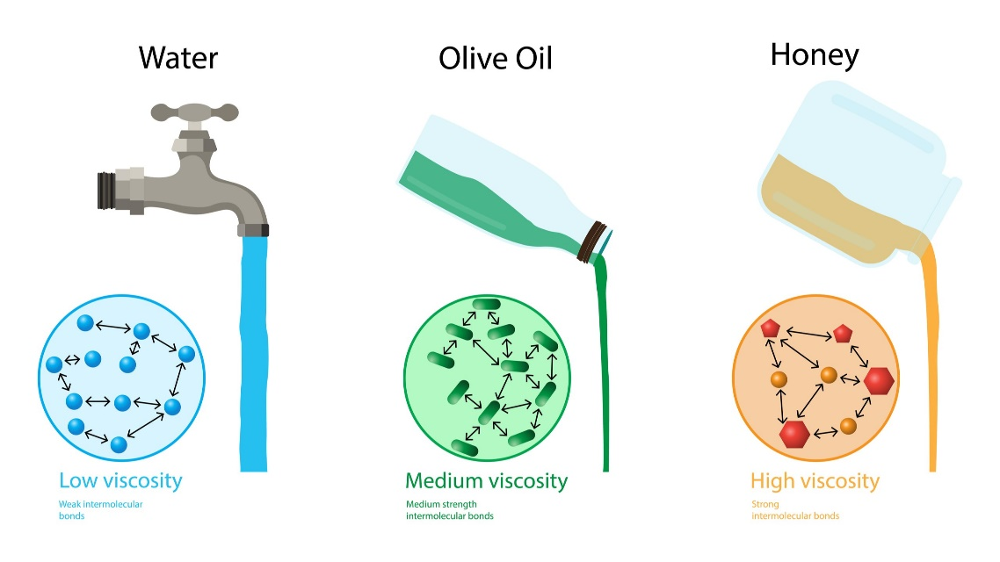 Water
Olive Oil
Honey
Low viscosity
Weak intermolecular
bonds
Medium viscosity
Medium strength
intermolecular bonds
High viscosity
Strong
intermolecular bonds